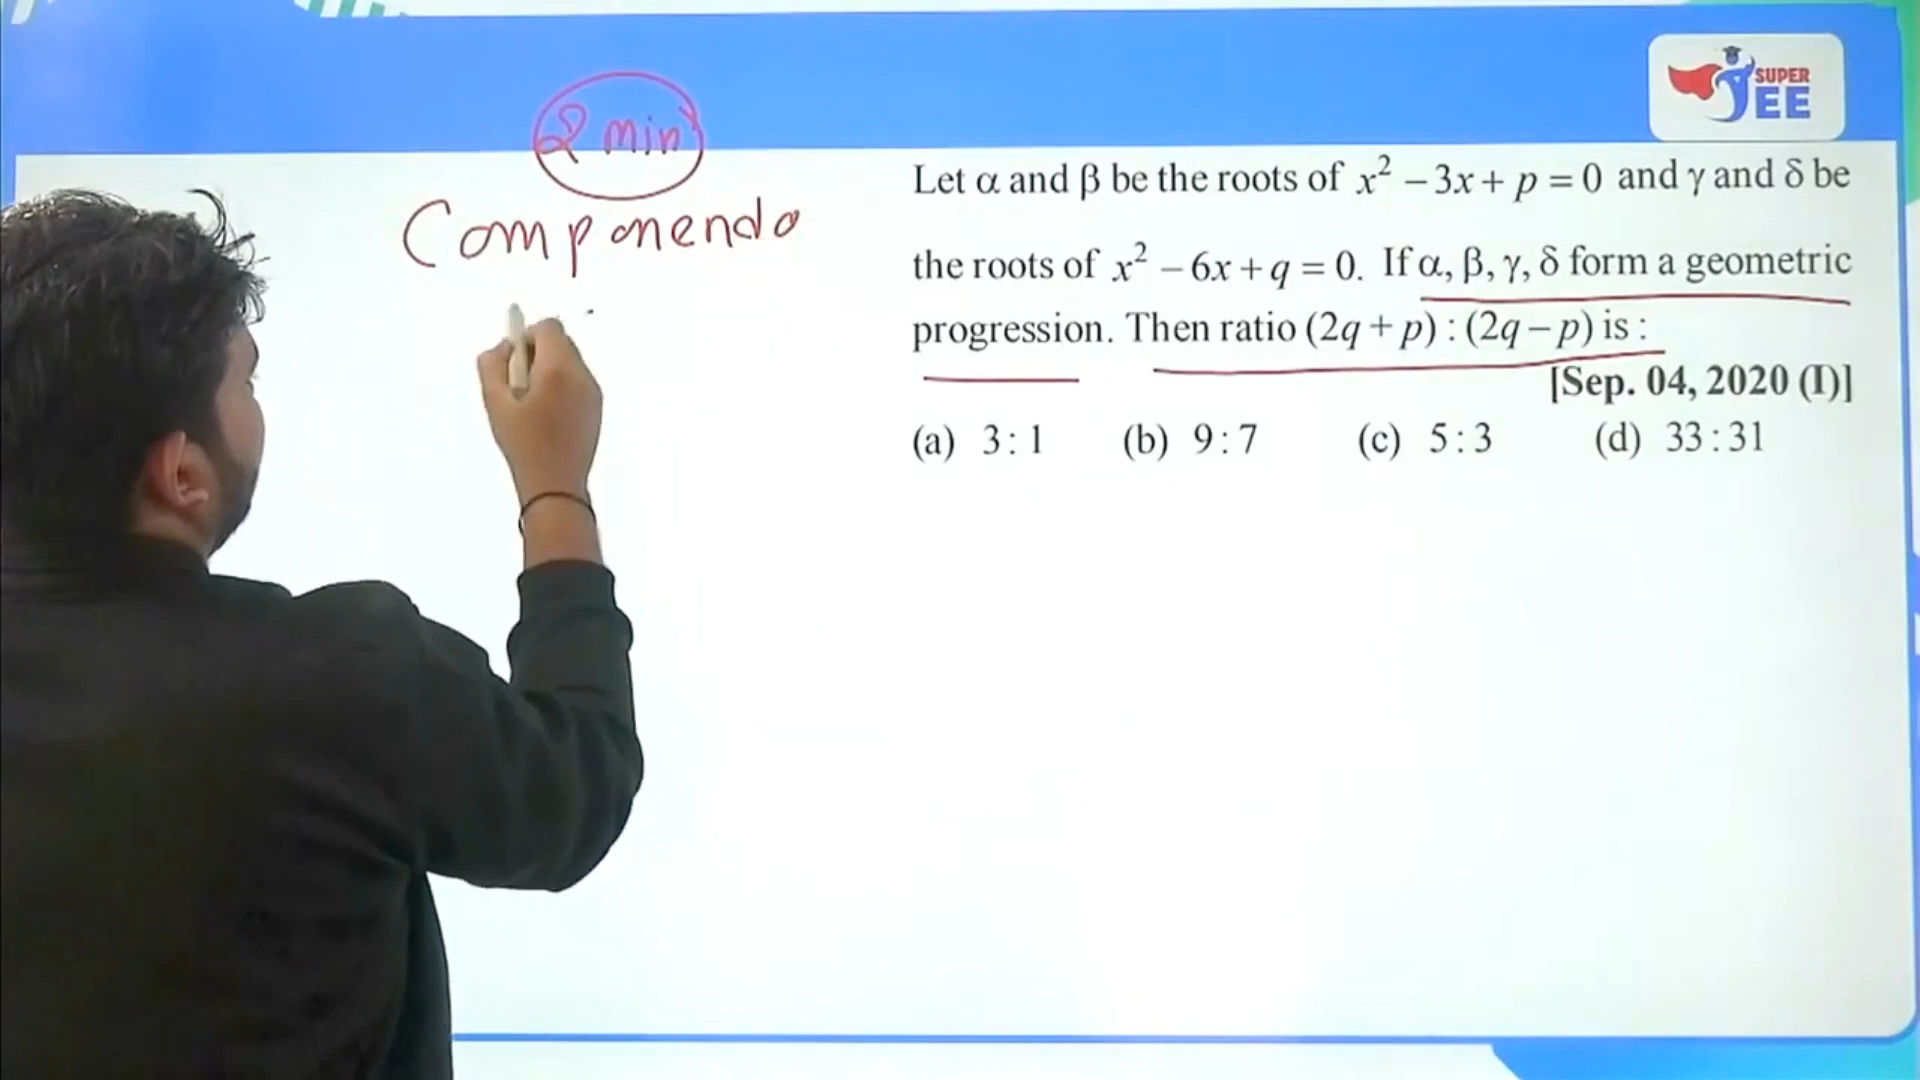 2 min
Componendo
SUPER
JEE
Let α and β be the roots of x² – 3x + p = 0 and γ and δ be
the roots of x² – 6x + q = 0. If α, β, γ, δ form a geometric
progression. Then ratio (2q + p) : (2q – p) is :
[Sep. 04, 2020 (I)]
(a) 3 : 1 (b) 9 : 7 (c) 5 : 3 (d) 33 : 31